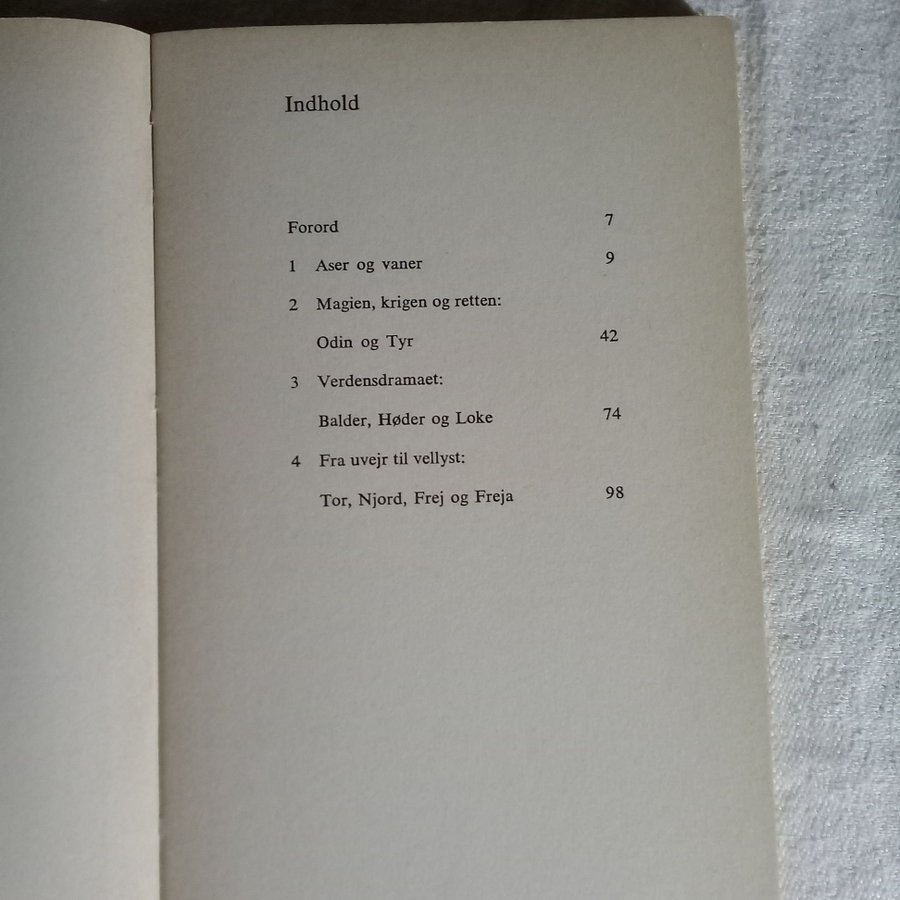 Indhold
Forord 7
1 Aser og vaner 9
2 Magien, krigen og retten:
Odin og Tyr 42
3 Verdensdramaet:
Balder, Høder og Loke 74
4 Fra uvejr til vellyst:
Tor, Njord, Frej og Freja 98